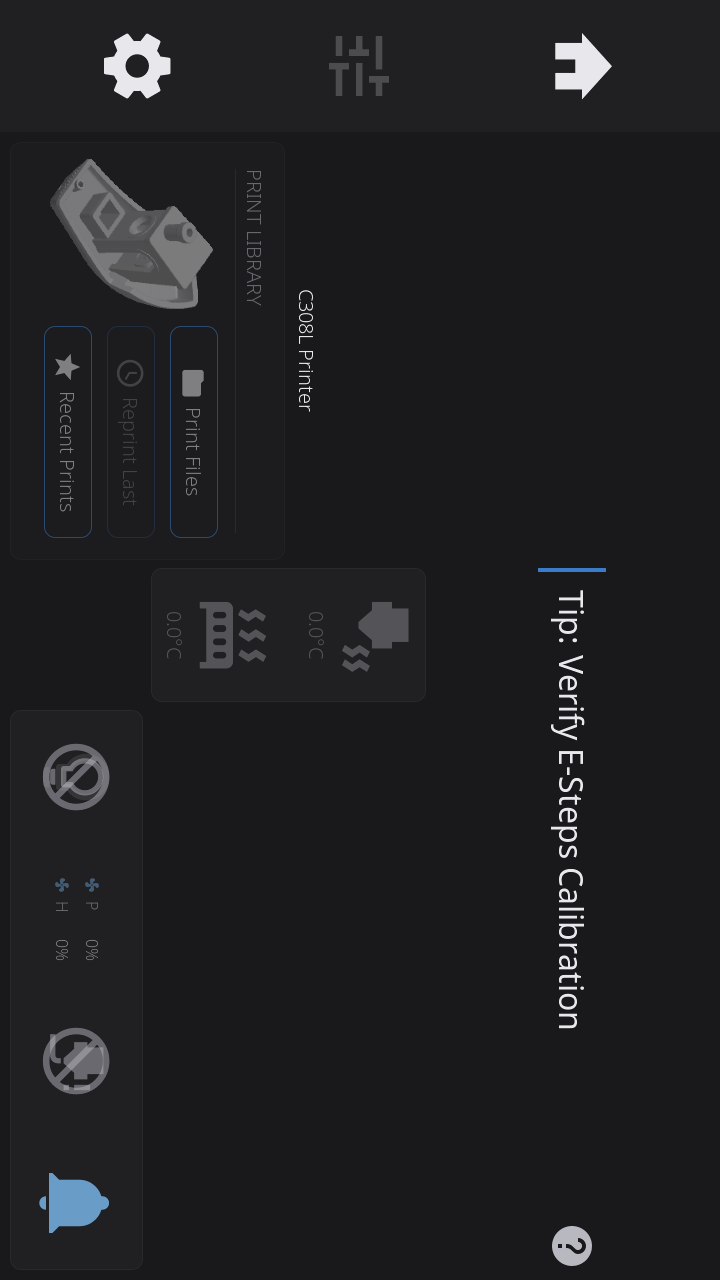 Tip: Verify E-Steps Calibration
?
C308L Printer
PRINT LIBRARY
Print Files
Reprint Last
Recent Prints
0.0°C
0.0°C
P 0%
H 0%